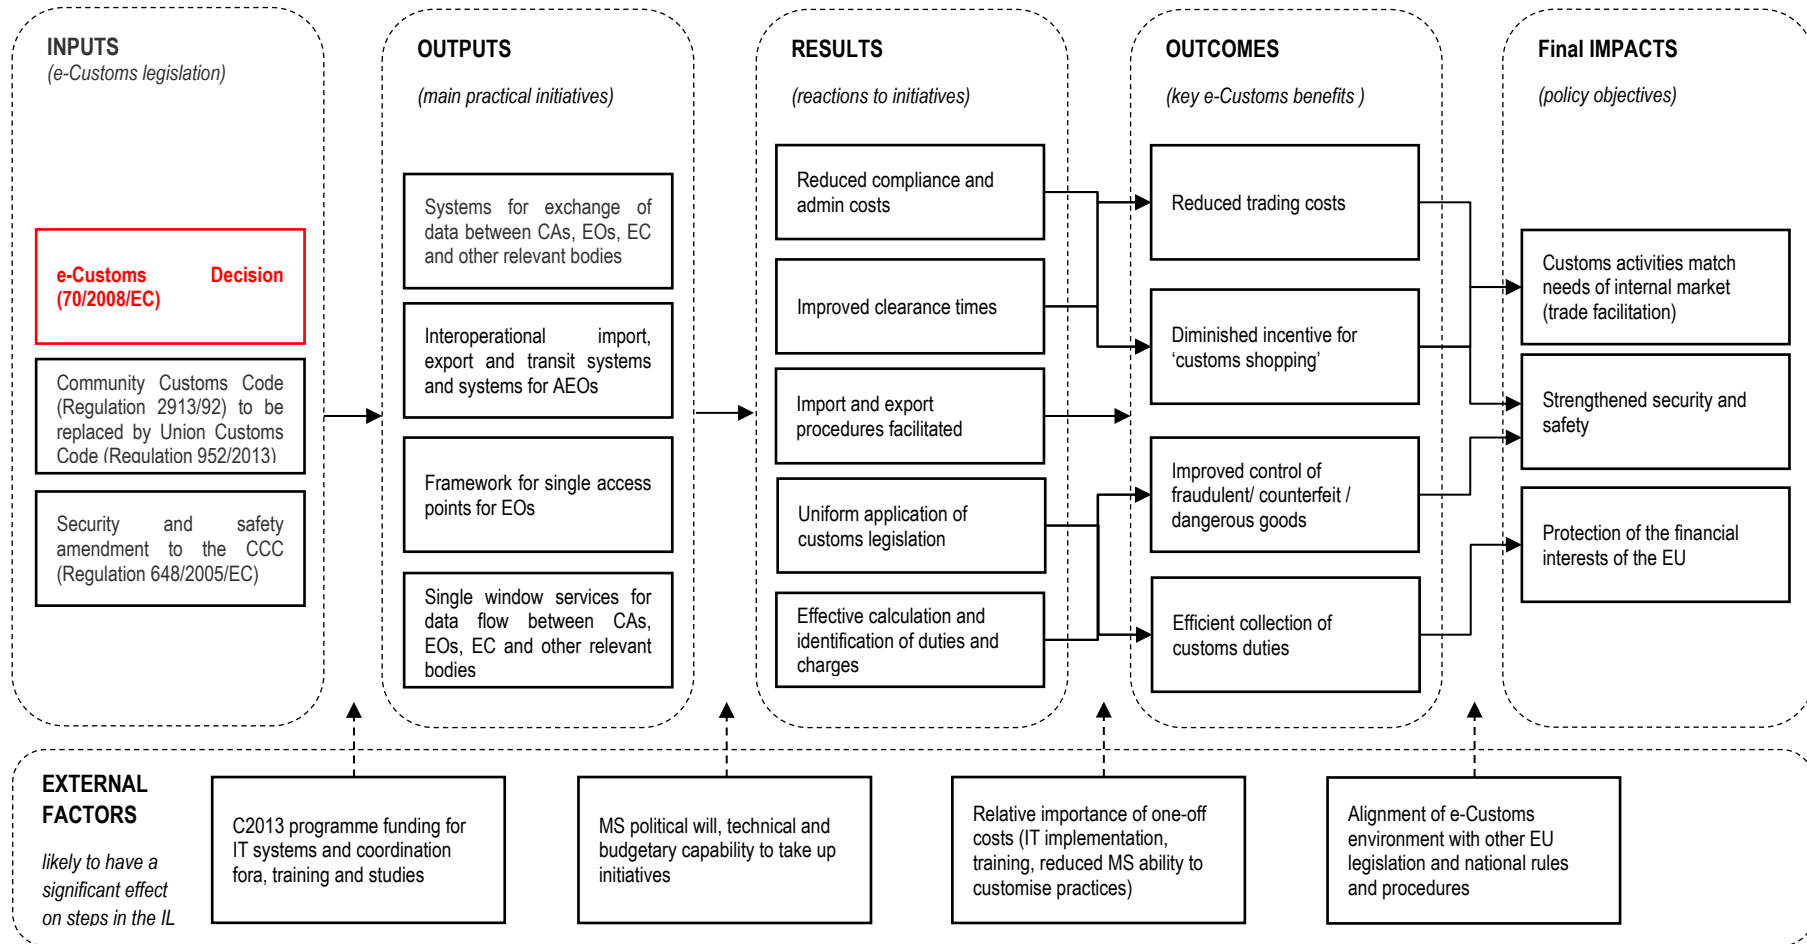 INPUTS
(e-Customs legislation)
e-Customs Decision
(70/2008/EC)
Community Customs Code
(Regulation 2913/92) to be
replaced by Union Customs
Code (Regulation 952/2013)
Security and safety
amendment to the CCC
(Regulation 648/2005/EC)
OUTPUTS
(main practical initiatives)
Systems for exchange of
data between CAs, EOs, EC
and other relevant bodies
Interoperational import,
export and transit systems
and systems for AEOs
Framework for single access
points for EOs
Single window services for
data flow between CAs,
EOs, EC and other relevant
bodies
RESULTS
(reactions to initiatives)
Reduced compliance and
admin costs
Improved clearance times
Import and export
procedures facilitated
Uniform application of
customs legislation
Effective calculation and
identification of duties and
charges
OUTCOMES
(key e-Customs benefits )
Reduced trading costs
Diminished incentive for
‘customs shopping’
Improved control of
fraudulent/ counterfeit /
dangerous goods
Efficient collection of
customs duties
Final IMPACTS
(policy objectives)
Customs activities match
needs of internal market
(trade facilitation)
Strengthened security and
safety
Protection of the financial
interests of the EU
EXTERNAL
FACTORS
likely to have a
significant effect
on steps in the IL
C2013 programme funding for
IT systems and coordination
fora, training and studies
MS political will, technical and
budgetary capability to take up
initiatives
Relative importance of one-off
costs (IT implementation,
training, reduced MS ability to
customise practices)
Alignment of e-Customs
environment with other EU
legislation and national rules
and procedures